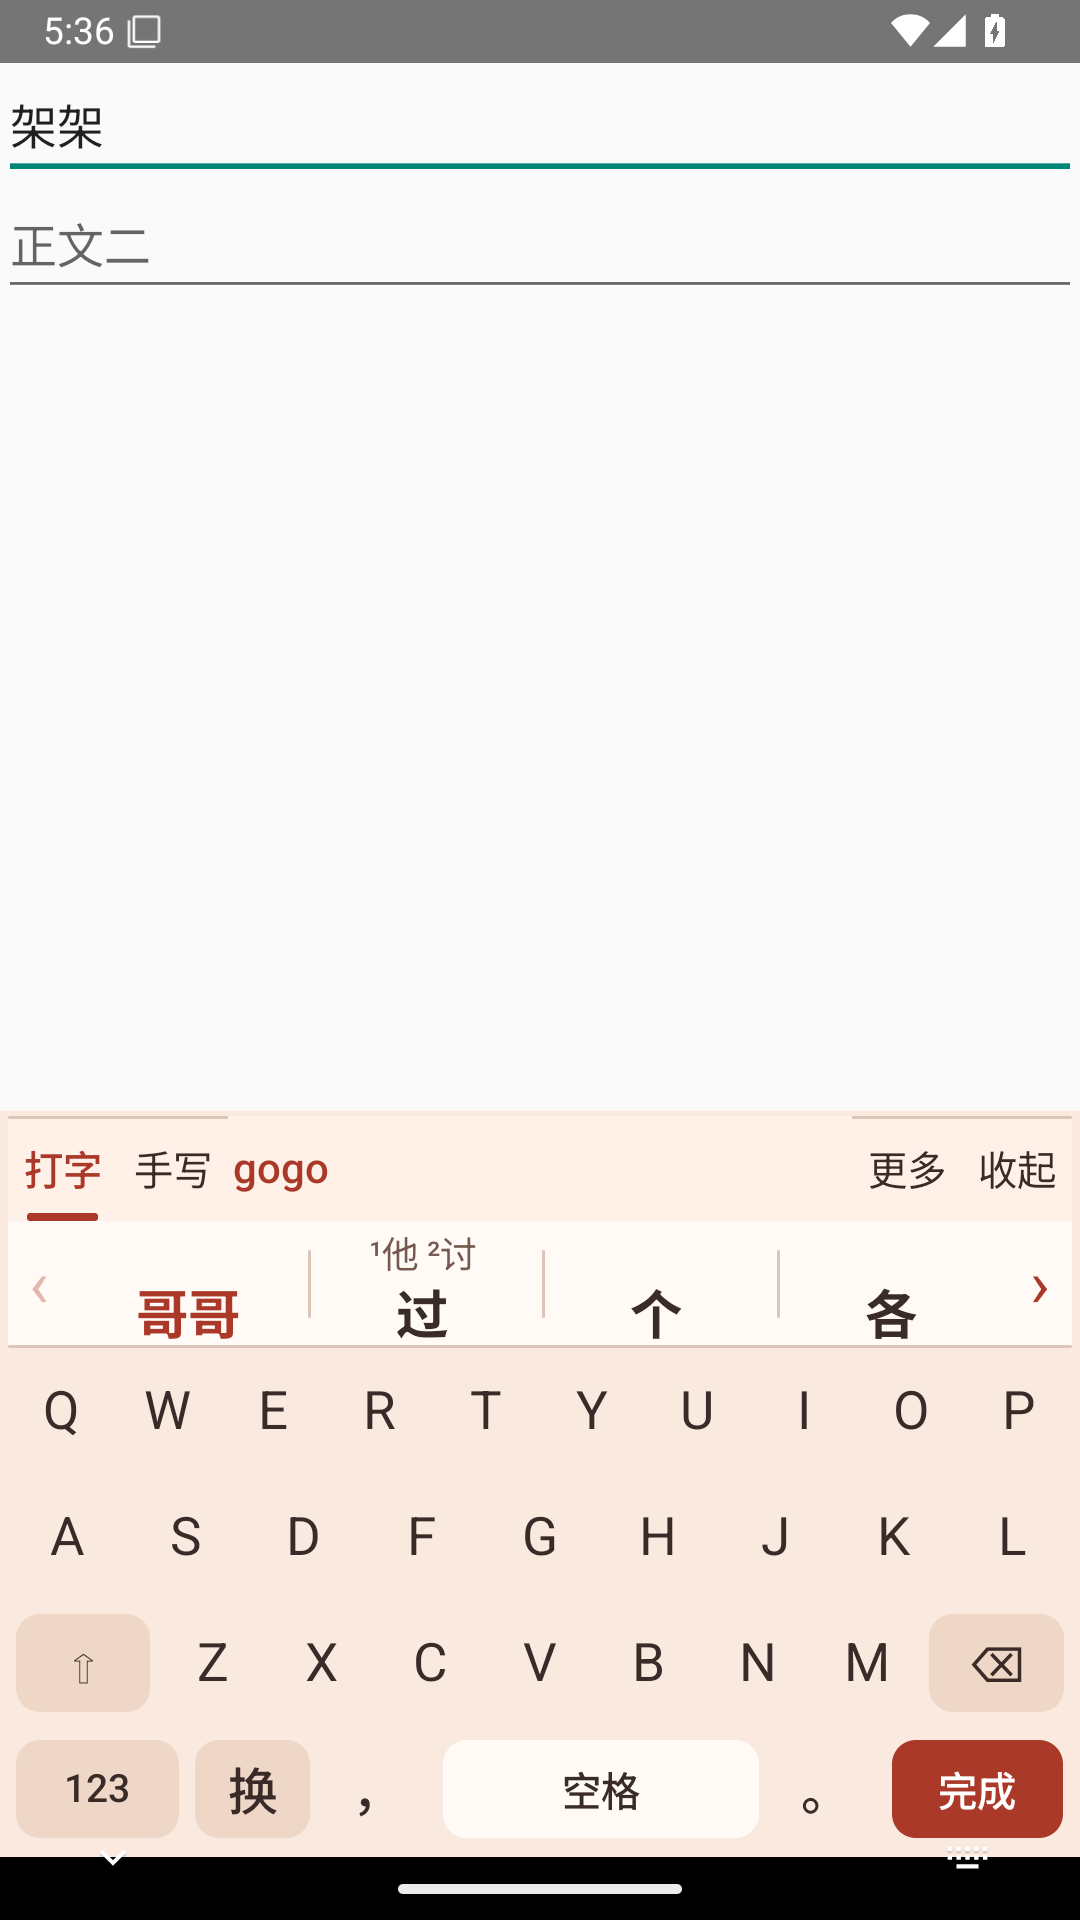 5:36
架架
正文二
打字 手写 gogo 更多 收起
‹ 哥哥 ¹他 ²讨 过 个 各 ›
Q W E R T Y U I O P
A S D F G H J K L
⇧ Z X C V B N M ⌫
123 换 ， 空格 。 完成